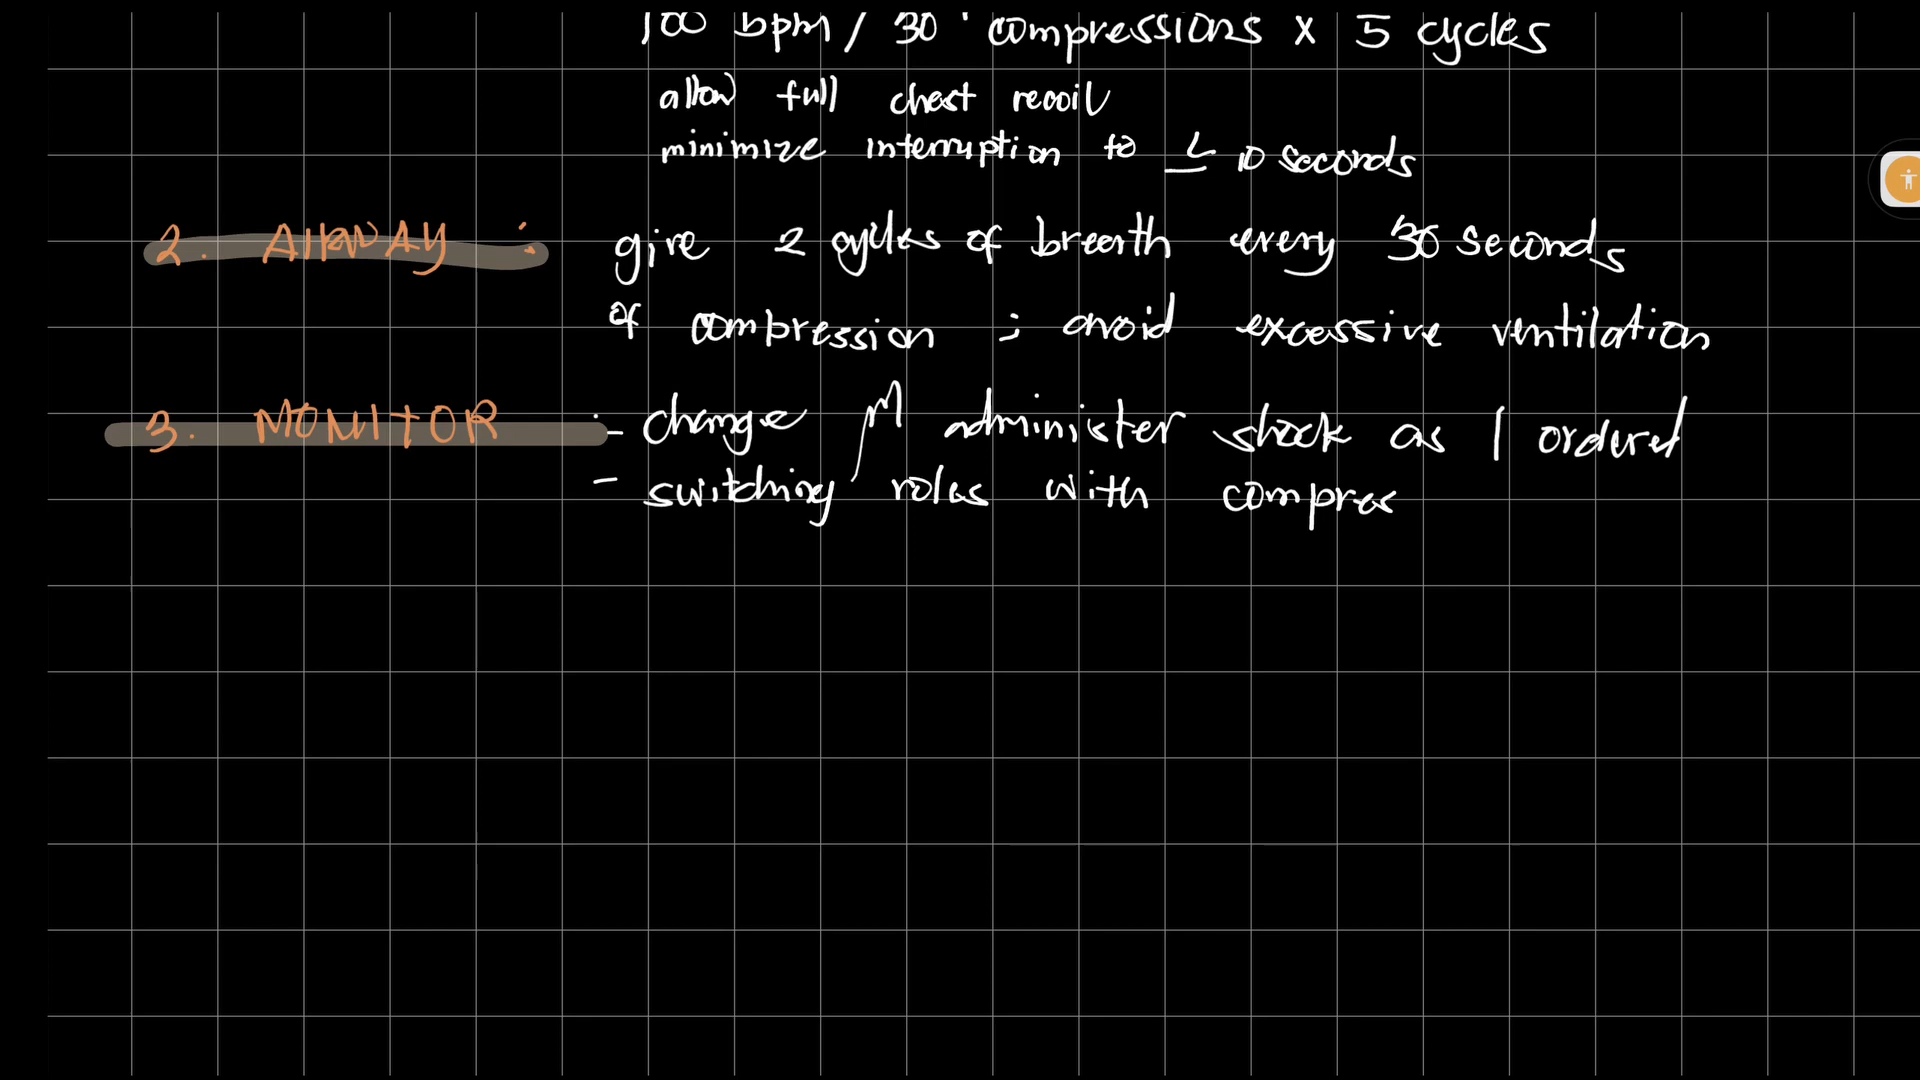 100 bpm / 30 compressions x 5 cycles
allow full chest recoil
minimize interruption to ≤ 10 seconds
2. AIRWAY : give 2 cycles of breath every 30 seconds
of compression ; avoid excessive ventilation
3. MONITOR : - change / administer shock as | ordered
- switching roles with compres